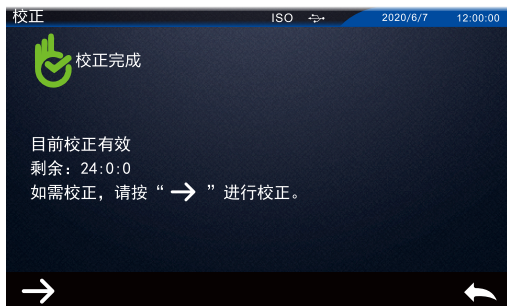 校正
ISO
2020/6/7
12:00:00
校正完成
目前校正有效
剩余：24:0:0
如需校正，请按“→”进行校正。